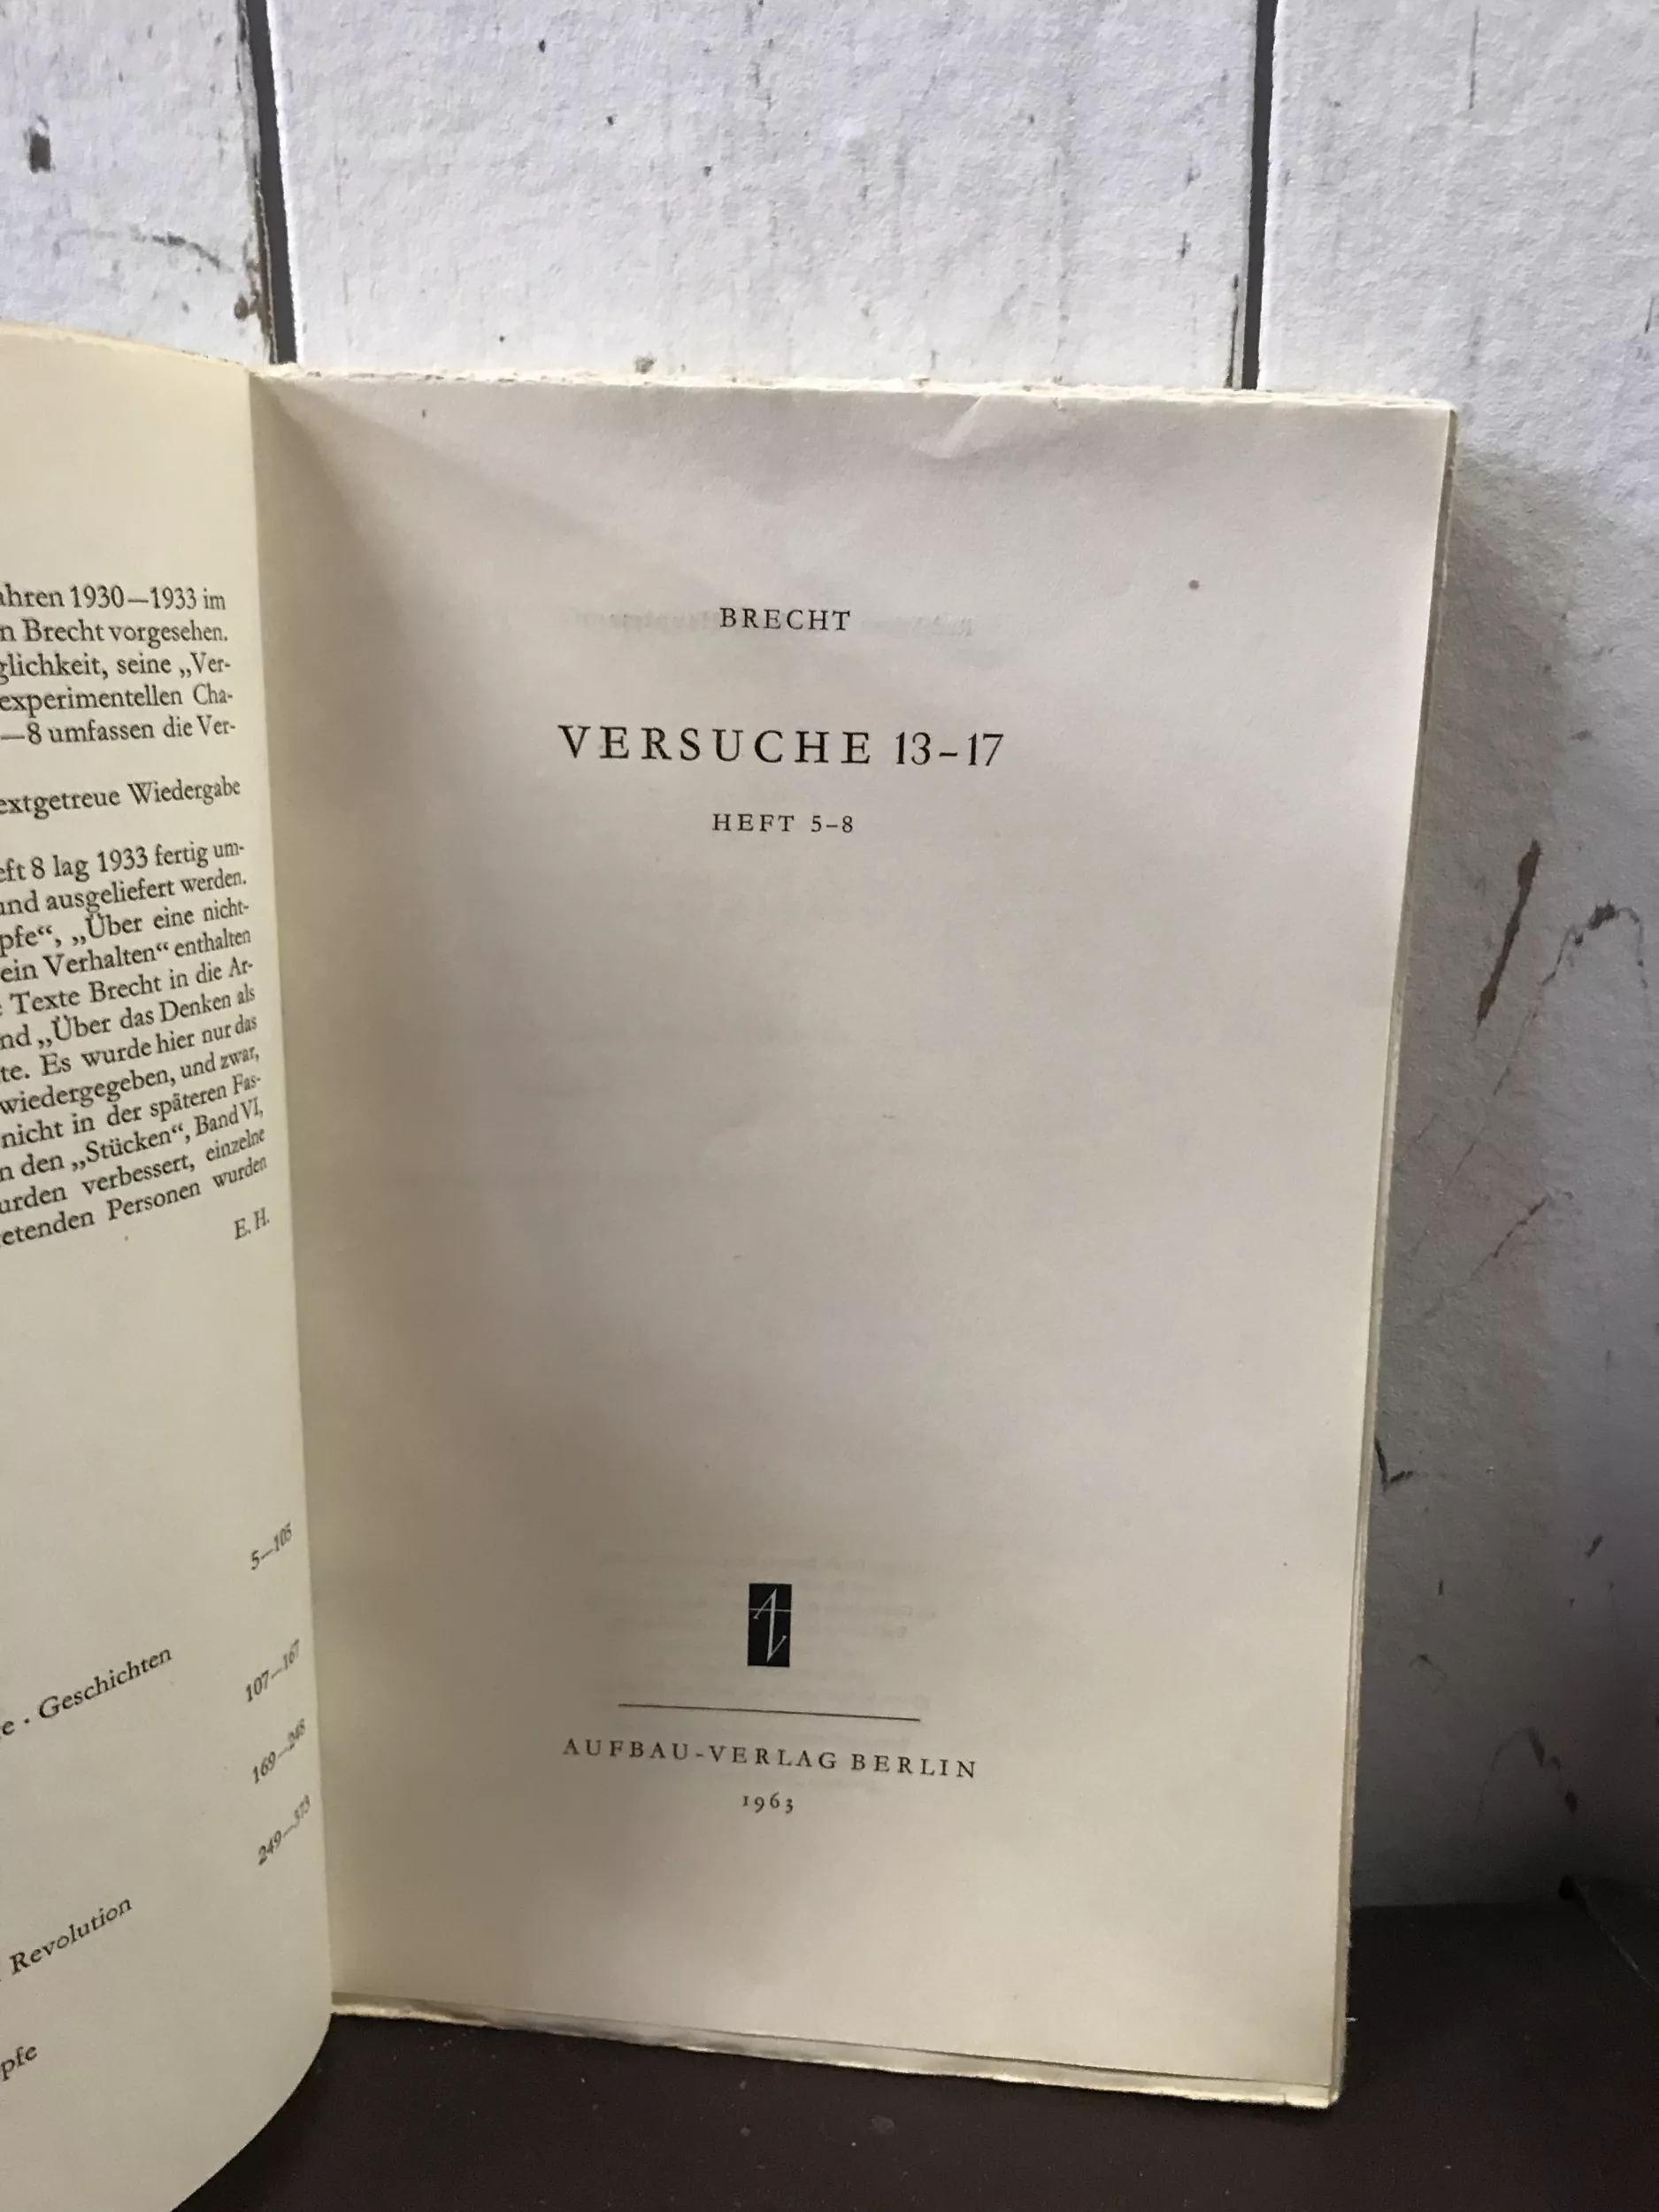 ahren 1930—1933 im
n Brecht vorgesehen.
glichkeit, seine „Ver-
experimentellen Cha-
—8 umfassen die Ver-
extgetreue Wiedergabe
eft 8 lag 1933 fertig um-
und ausgeliefert werden.
pfe“, „Über eine nicht-
ein Verhalten“ enthalten
e Texte Brecht in die Ar-
nd „Über das Denken als
te. Es wurde hier nur das
wiedergegeben, und zwar,
nicht in der späteren Fas-
n den „Stücken“, Band VI,
urden verbessert, einzelne
etenden Personen wurden
E. H.
5—105
e · Geschichten
107—167
169—248
249—373
Revolution
pfe
BRECHT
VERSUCHE 13–17
HEFT 5–8
AUFBAU-VERLAG BERLIN
1963